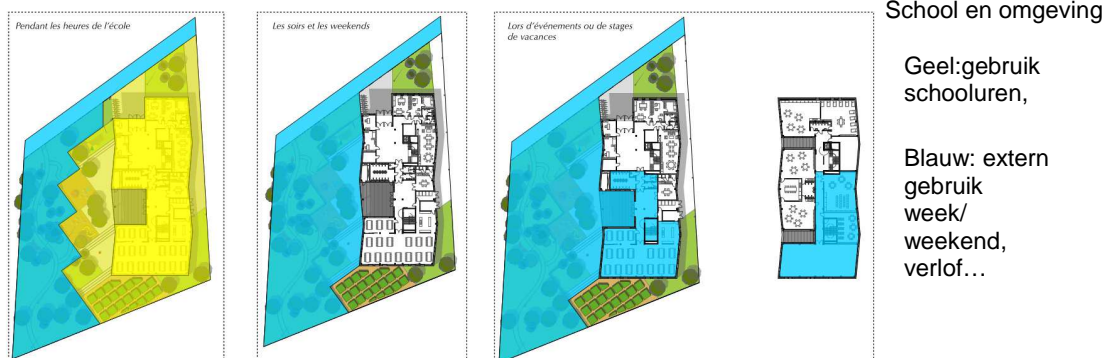 Pendant les heures de l'école
Les soirs et les weekends
Lors d'événements ou de stages
de vacances
School en omgeving
Geel:gebruik
schooluren,
Blauw: extern
gebruik
week/
weekend,
verlof…